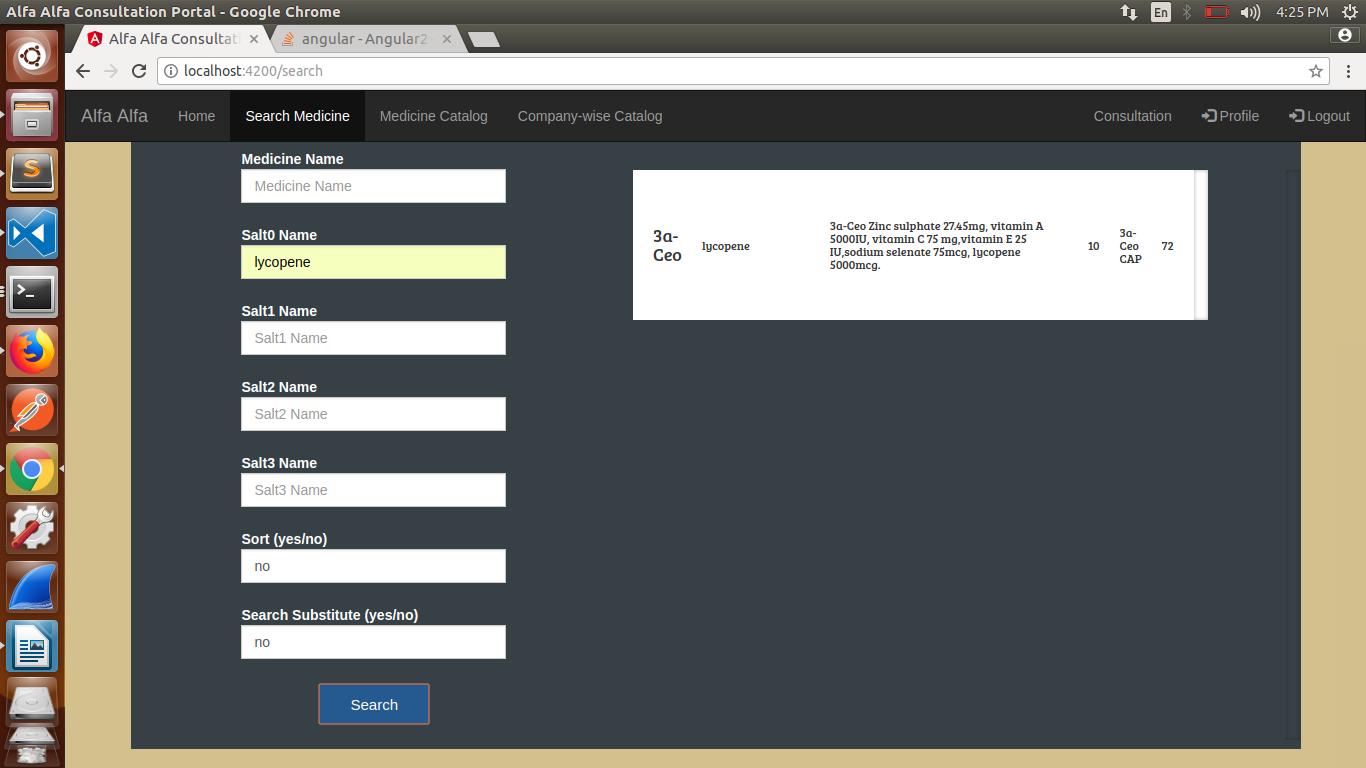 Alfa Alfa Consultation Portal - Google Chrome
En
4:25 PM
Alfa Alfa Consultat
angular - Angular2
localhost:4200/search
Alfa Alfa
Home
Search Medicine
Medicine Catalog
Company-wise Catalog
Consultation
Profile
Logout
Medicine Name
Medicine Name
Salt0 Name
lycopene
Salt1 Name
Salt1 Name
Salt2 Name
Salt2 Name
Salt3 Name
Salt3 Name
Sort (yes/no)
no
Search Substitute (yes/no)
no
Search
3a-
Ceo
lycopene
3a-Ceo Zinc sulphate 27.45mg, vitamin A
5000IU, vitamin C 75 mg,vitamin E 25
IU,sodium selenate 75mcg, lycopene
5000mcg.
10
3a-
Ceo
CAP
72